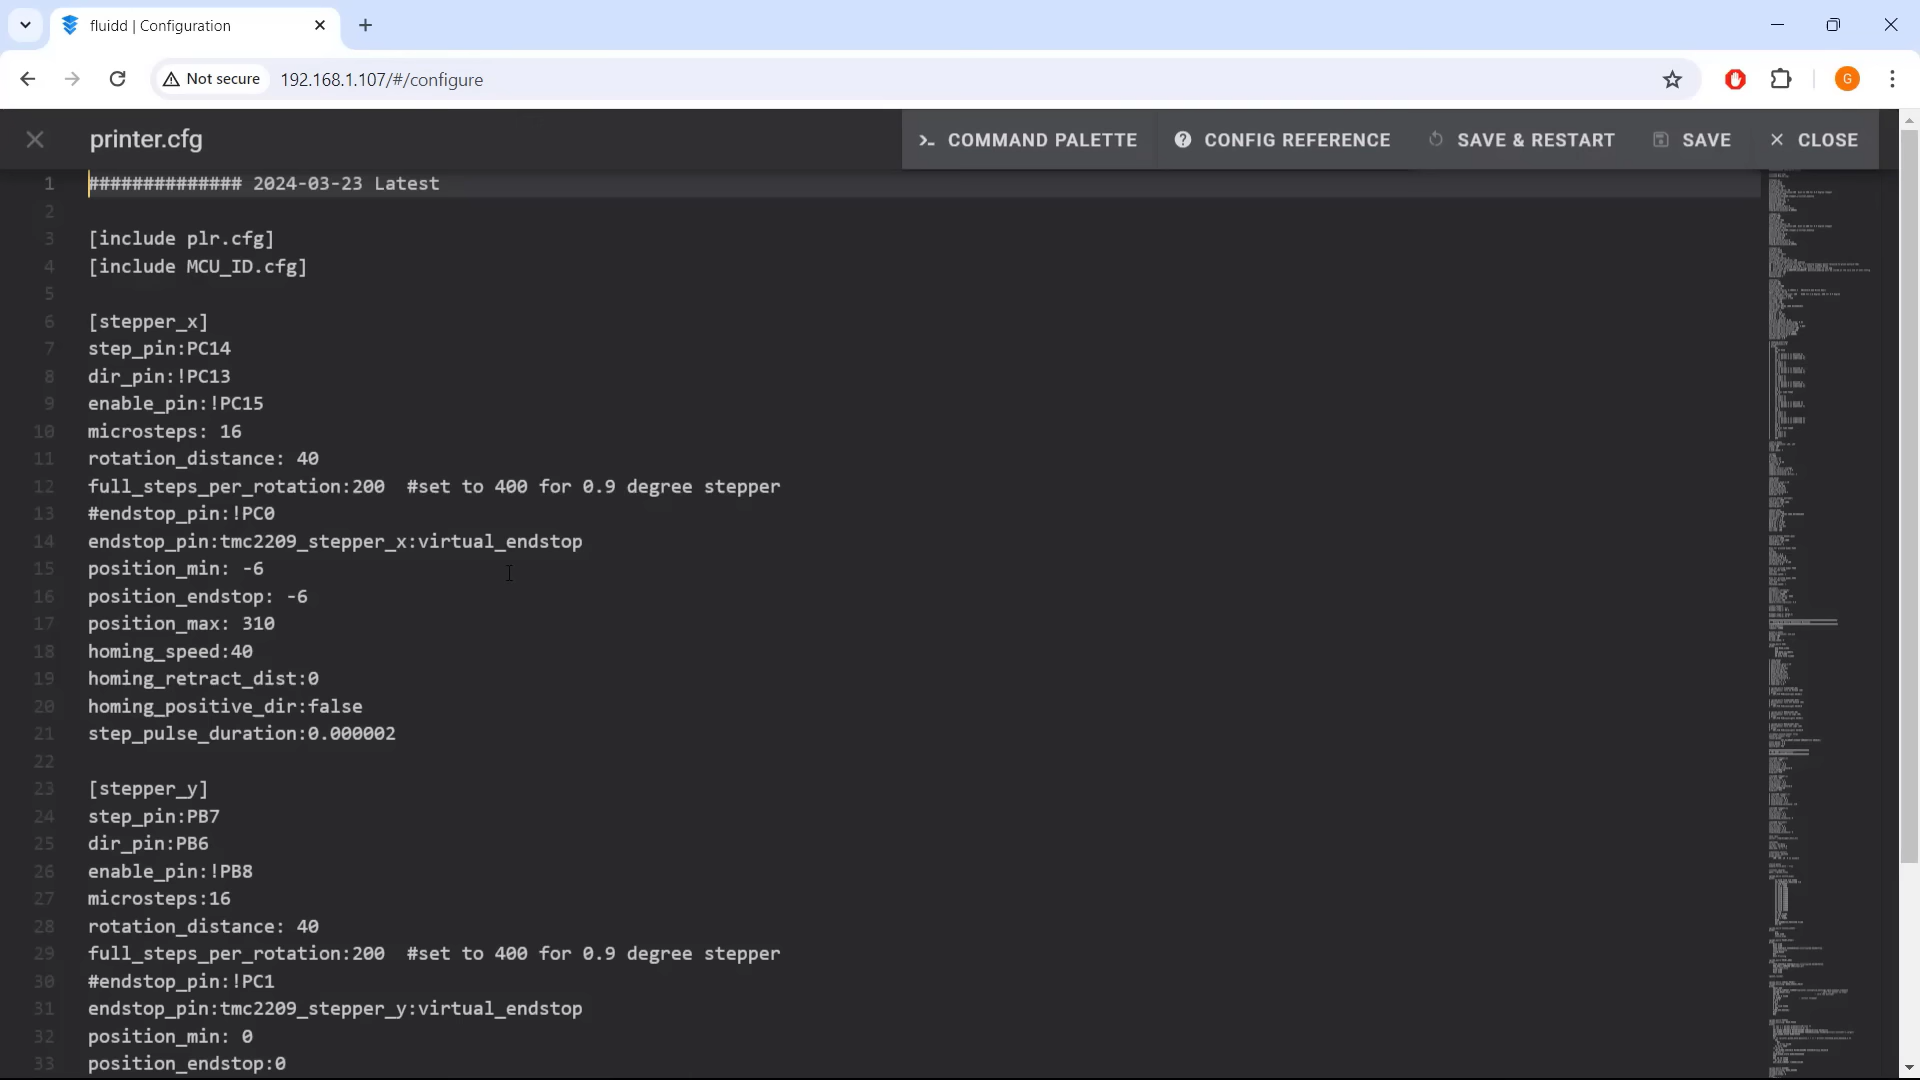 fluidd | Configuration
Not secure
192.168.1.107/#/configure
G
printer.cfg
COMMAND PALETTE
CONFIG REFERENCE
SAVE & RESTART
SAVE
CLOSE
1 ############## 2024-03-23 Latest
2
3 [include plr.cfg]
4 [include MCU_ID.cfg]
5
6 [stepper_x]
7 step_pin:PC14
8 dir_pin:!PC13
9 enable_pin:!PC15
10 microsteps: 16
11 rotation_distance: 40
12 full_steps_per_rotation:200  #set to 400 for 0.9 degree stepper
13 #endstop_pin:!PC0
14 endstop_pin:tmc2209_stepper_x:virtual_endstop
15 position_min: -6
16 position_endstop: -6
17 position_max: 310
18 homing_speed:40
19 homing_retract_dist:0
20 homing_positive_dir:false
21 step_pulse_duration:0.000002
22
23 [stepper_y]
24 step_pin:PB7
25 dir_pin:PB6
26 enable_pin:!PB8
27 microsteps:16
28 rotation_distance: 40
29 full_steps_per_rotation:200  #set to 400 for 0.9 degree stepper
30 #endstop_pin:!PC1
31 endstop_pin:tmc2209_stepper_y:virtual_endstop
32 position_min: 0
33 position_endstop:0